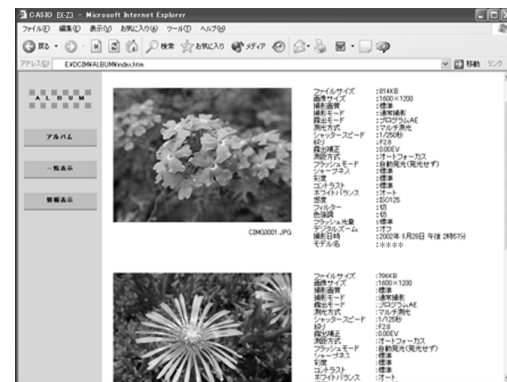 CASIO EX-Z3 - Microsoft Internet Explorer
ファイル(F) 編集(E) 表示(V) お気に入り(A) ツール(T) ヘルプ(H)
戻る 検索 お気に入り メディア
アドレス(D) E:¥DCIM¥ALBUM¥index.htm 移動 リンク
ALBUM
アルバム
一覧表示
情報表示
ファイルサイズ :814KB
画像サイズ :1600×1200
撮影画質 :標準
撮影モード :通常撮影
露出モード :プログラムAE
測光方式 :マルチ測光
シャッタースピード :1/250秒
絞り :F2.8
露出補正 :0.00EV
測距方式 :オートフォーカス
フラッシュモード :自動発光(発光せず)
シャープネス :標準
彩度 :標準
コントラスト :標準
ホワイトバランス :オート
感度 :ISO125
フィルター :切
色強調 :切
フラッシュ光量 :標準
デジタルズーム :オフ
撮影日時 :2002年 5月28日 午後 2時57分
モデル名 :****
CIMG0001.JPG
ファイルサイズ :796KB
画像サイズ :1600×1200
撮影画質 :標準
撮影モード :通常撮影
露出モード :プログラムAE
測光方式 :マルチ測光
シャッタースピード :1/125秒
絞り :F2.8
露出補正 :0.00EV
測距方式 :オートフォーカス
フラッシュモード :自動発光(発光せず)
シャープネス :標準
彩度 :標準
コントラスト :標準
ホワイトバランス :オート